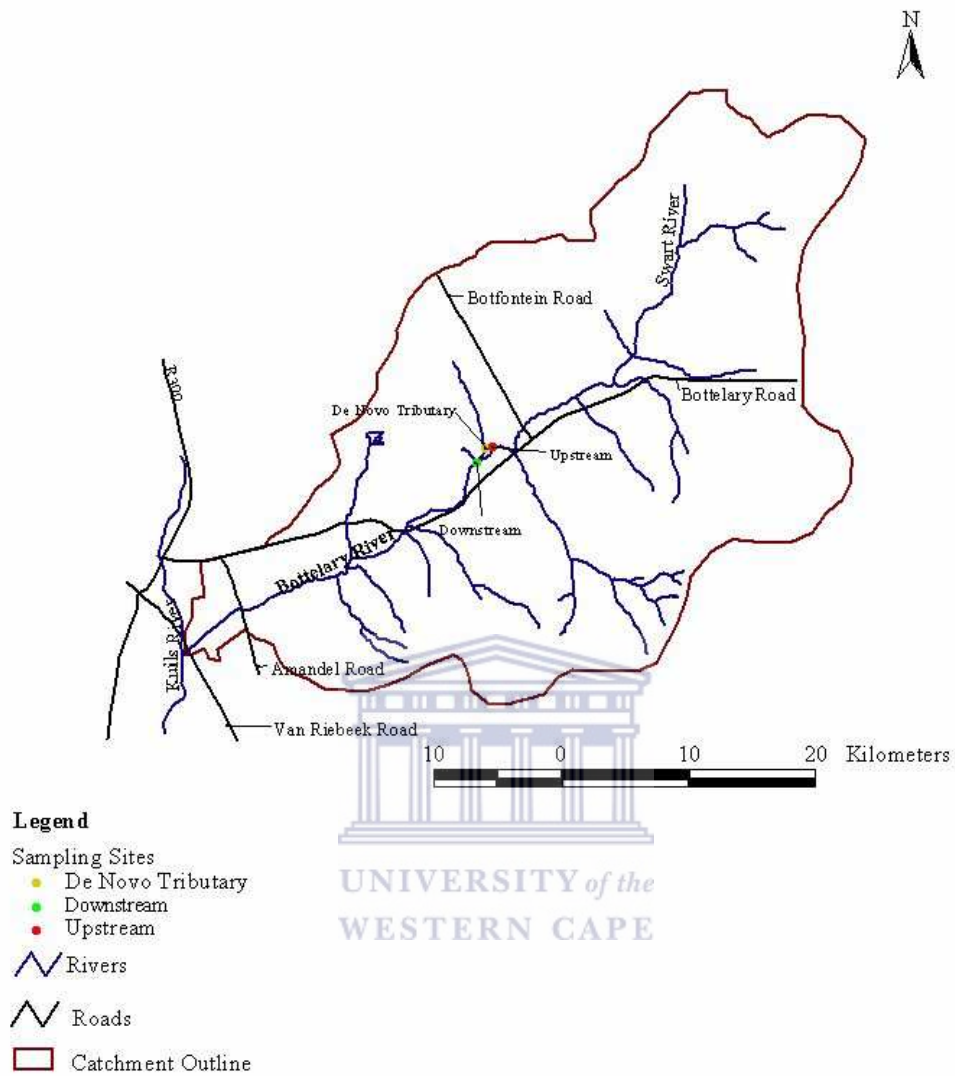 N
Swart River
Botfontein Road
R300
Bottelary Road
De Novo Tributary
Upstream
Downstream
Bottelary River
Kuils River
Amandel Road
Van Riebeek Road
10 0 10 20 Kilometers
Legend
Sampling Sites
De Novo Tributary
Downstream
Upstream
Rivers
Roads
Catchment Outline
UNIVERSITY of the
WESTERN CAPE